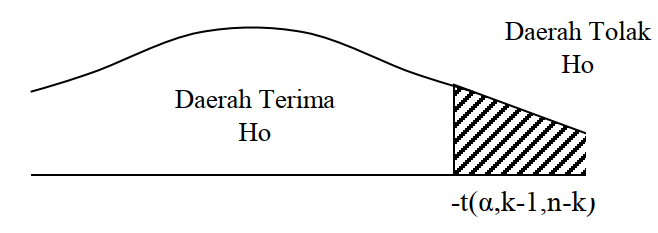 Daerah Tolak
Ho
Daerah Terima
Ho
-t(α,k-1,n-k)